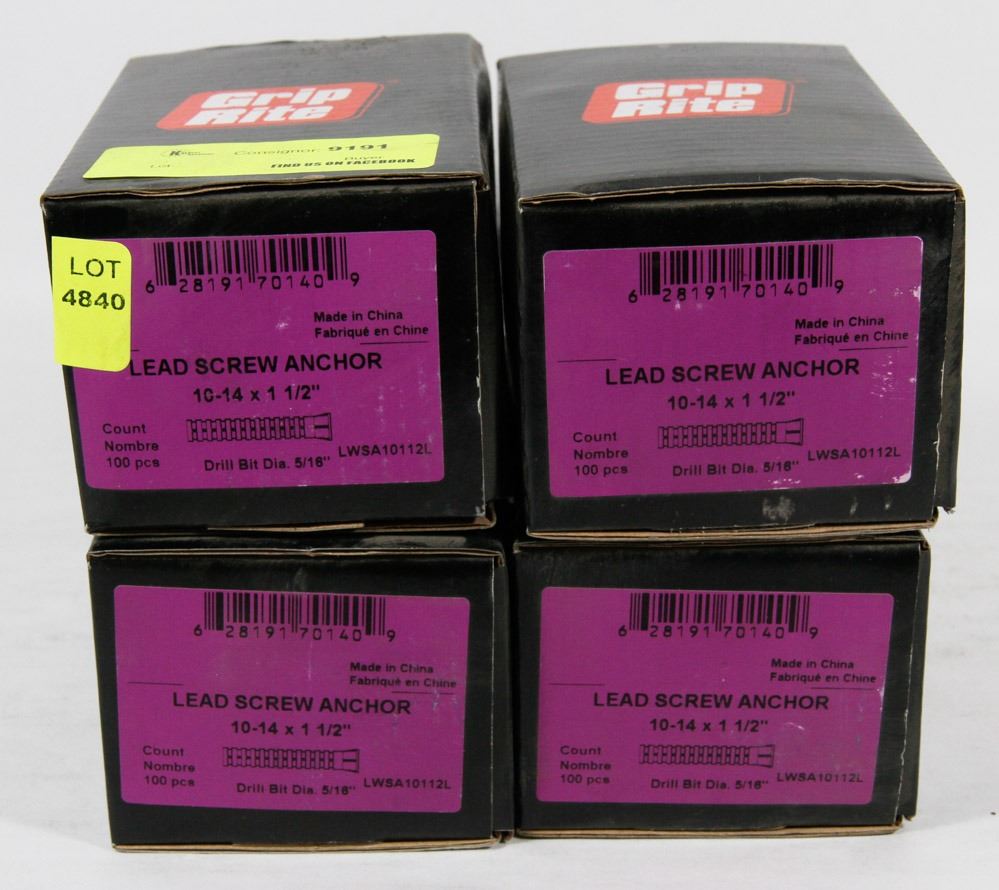 Grip
Rite
Consignor: 9191
Lot:
Buyer
FIND US ON FACEBOOK
LOT
4840
6 28191 70140 9
Made in China
Fabriqué en Chine
LEAD SCREW ANCHOR
10-14 x 1 1/2"
Count
Nombre
100 pcs
Drill Bit Dia. 5/16"
LWSA10112L
Grip
Rite
6 28191 70140 9
Made in China
Fabriqué en Chine
LEAD SCREW ANCHOR
10-14 x 1 1/2"
Count
Nombre
100 pcs
Drill Bit Dia. 5/16"
LWSA10112L
6 28191 70140 9
Made in China
Fabriqué en Chine
LEAD SCREW ANCHOR
10-14 x 1 1/2"
Count
Nombre
100 pcs
Drill Bit Dia. 5/16"
LWSA10112L
6 28191 70140 9
Made in China
Fabriqué en Chine
LEAD SCREW ANCHOR
10-14 x 1 1/2"
Count
Nombre
100 pcs
Drill Bit Dia. 5/16"
LWSA10112L